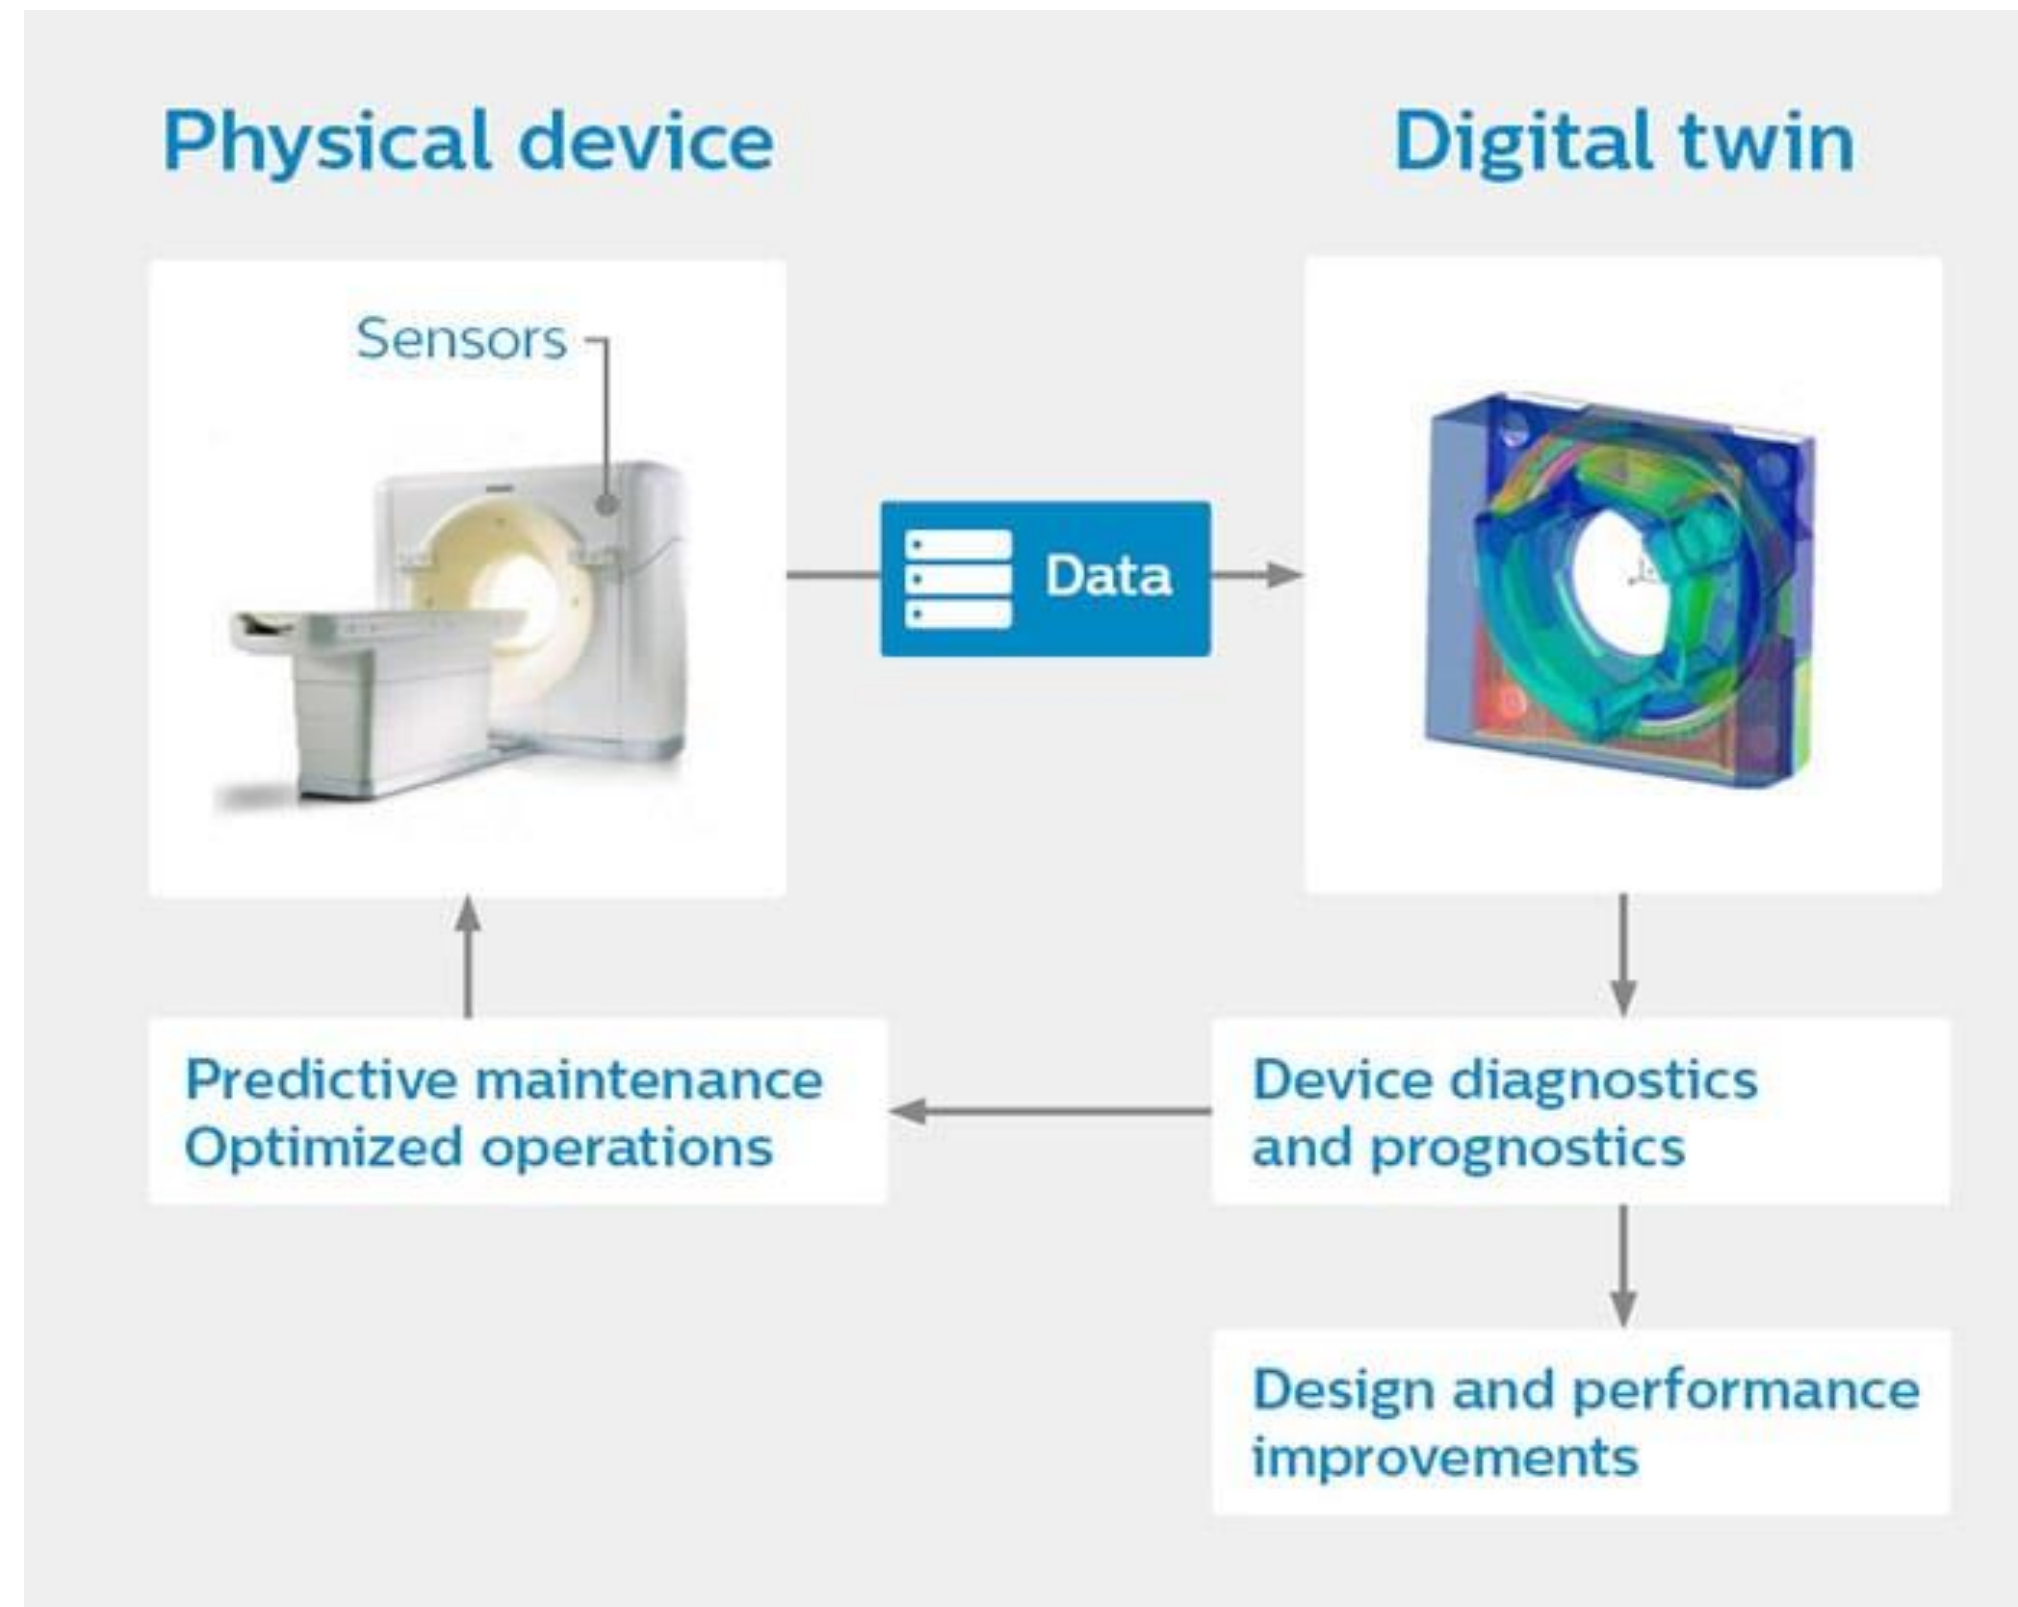 Physical device
Digital twin
Sensors
Data
Predictive maintenance
Optimized operations
Device diagnostics
and prognostics
Design and performance
improvements